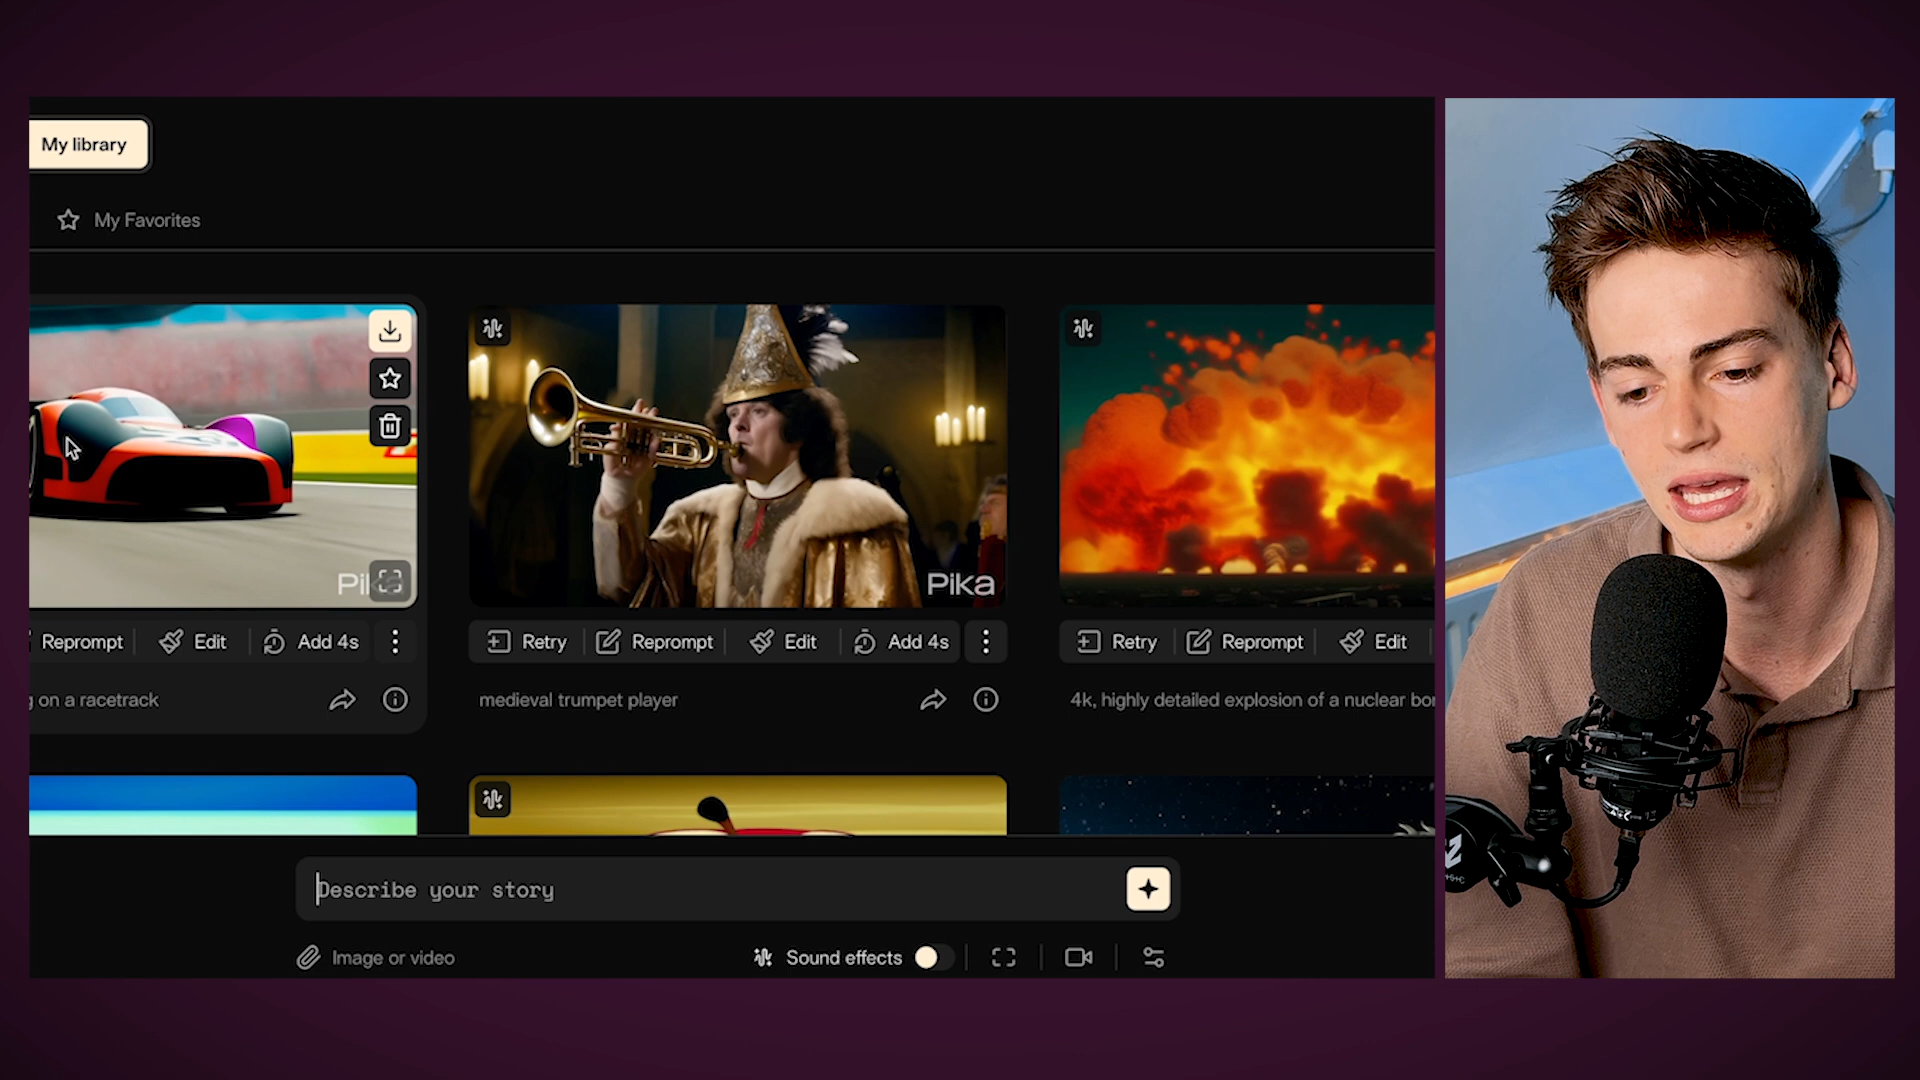 My library
My Favorites
Pika
Reprompt Edit Add 4s
Retry Reprompt Edit Add 4s
Retry Reprompt Edit
on a racetrack
medieval trumpet player
4k, highly detailed explosion of a nuclear
Describe your story
Image or video
Sound effects